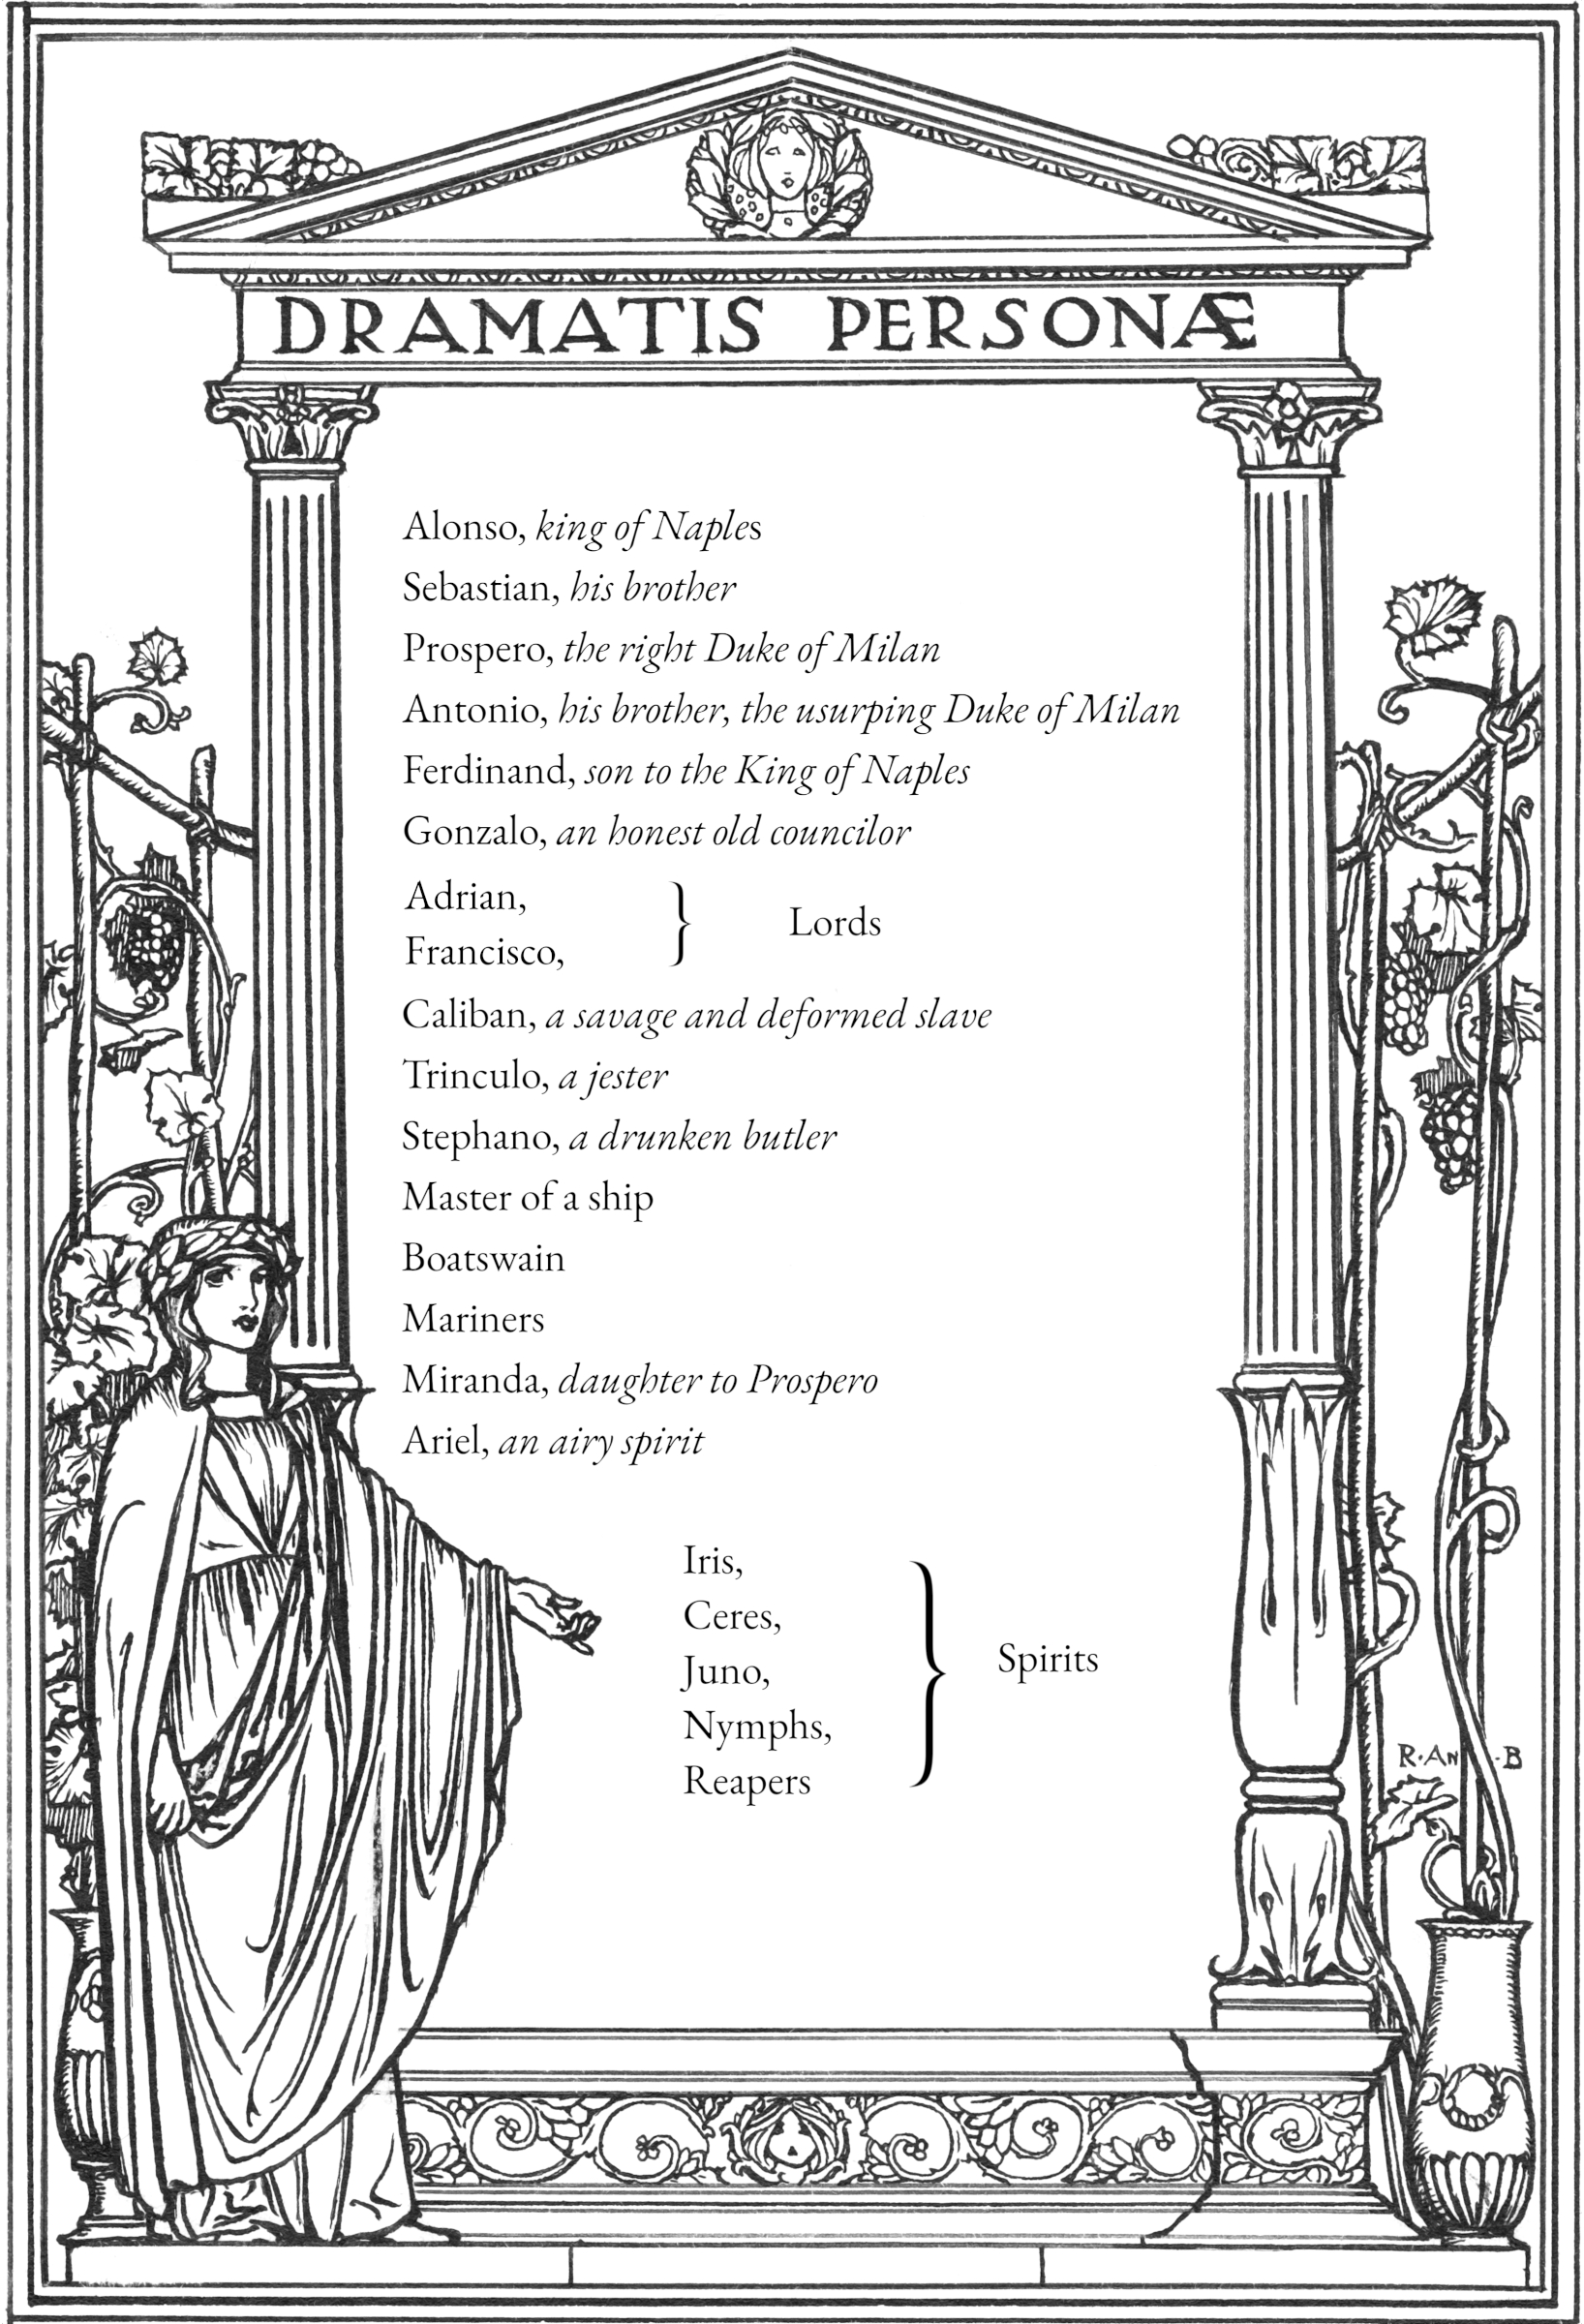 DRAMATIS PERSONÆ
Alonso, king of Naples
Sebastian, his brother
Prospero, the right Duke of Milan
Antonio, his brother, the usurping Duke of Milan
Ferdinand, son to the King of Naples
Gonzalo, an honest old councilor
Adrian,
Francisco,
} Lords
Caliban, a savage and deformed slave
Trinculo, a jester
Stephano, a drunken butler
Master of a ship
Boatswain
Mariners
Miranda, daughter to Prospero
Ariel, an airy spirit
Iris,
Ceres,
Juno,
Nymphs,
Reapers
} Spirits
R·AN·B